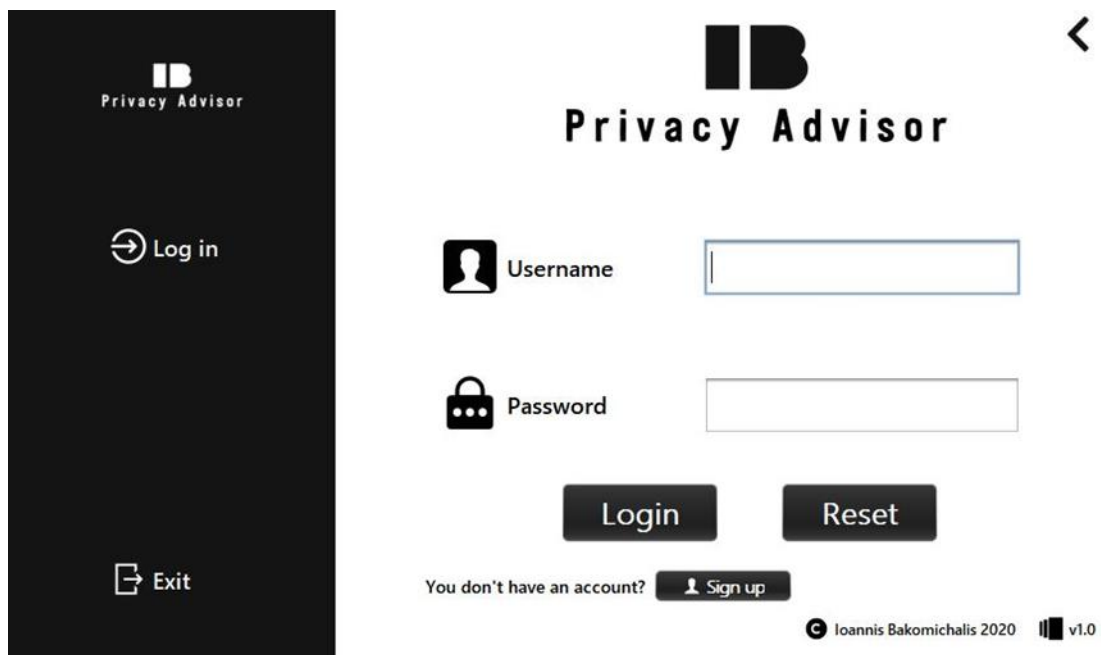 IB
Privacy Advisor
Log in
Exit
IB
Privacy Advisor
Username
Password
Login
Reset
You don't have an account?
Sign up
C Ioannis Bakomichalis 2020
v1.0